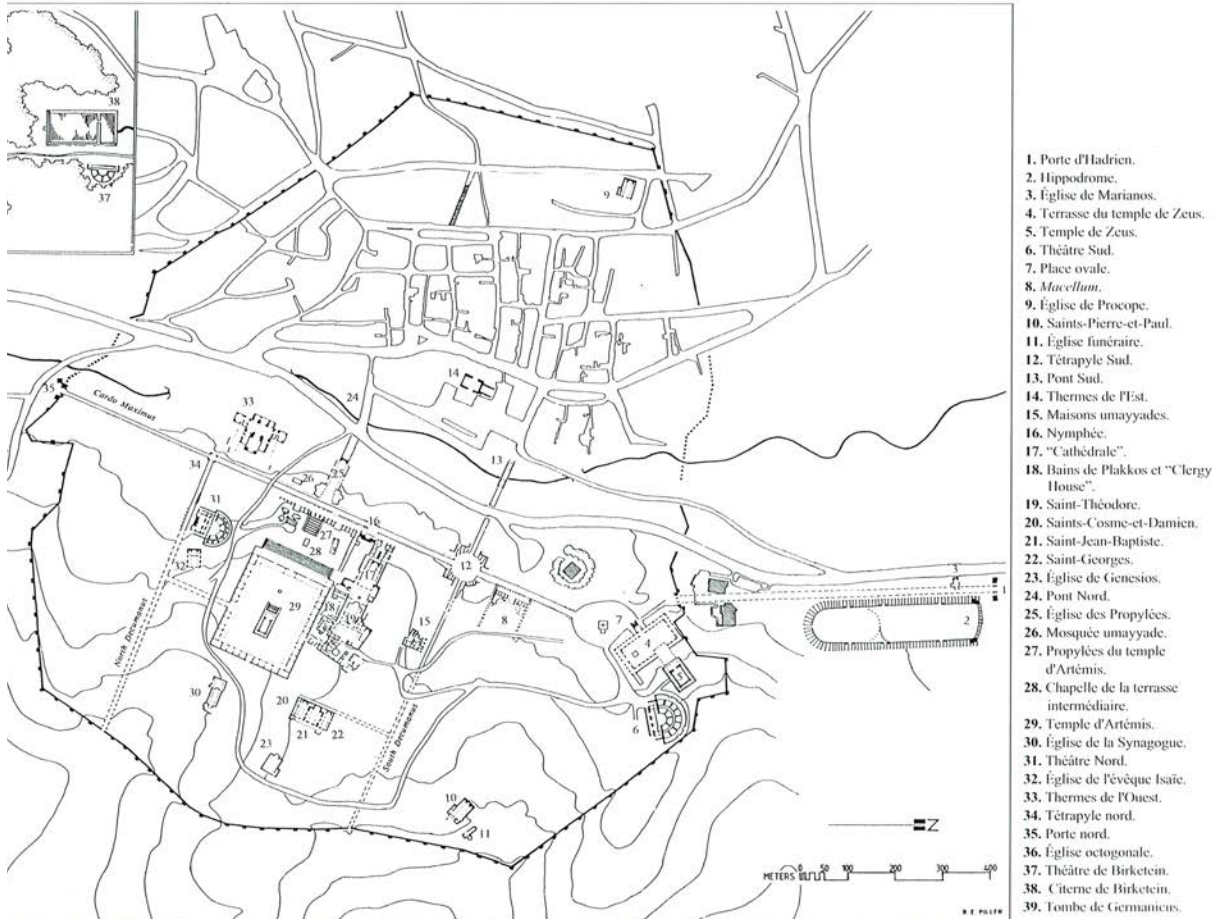 38
37
9
14
35
Cardo Maximus
33
24
34
13
26
25
31
16
3
27
32
28
12
17
1
North Decumanus
29
18
15
8
7
4
2
5
30
20
21
22
6
South Decumanus
23
10
11
N
METERS 0 50 100 200 300 400
1. Porte d'Hadrien.
2. Hippodrome.
3. Église de Marianos.
4. Terrasse du temple de Zeus.
5. Temple de Zeus.
6. Théâtre Sud.
7. Place ovale.
8. Macellum.
9. Église de Procope.
10. Saints-Pierre-et-Paul.
11. Église funéraire.
12. Tétrapyle Sud.
13. Pont Sud.
14. Thermes de l'Est.
15. Maisons umayyades.
16. Nymphée.
17. "Cathédrale".
18. Bains de Plakkos et "Clergy
House".
19. Saint-Théodore.
20. Saints-Cosme-et-Damien.
21. Saint-Jean-Baptiste.
22. Saint-Georges.
23. Église de Genesios.
24. Pont Nord.
25. Église des Propylées.
26. Mosquée umayyade.
27. Propylées du temple
d'Artémis.
28. Chapelle de la terrasse
intermédiaire.
29. Temple d'Artémis.
30. Église de la Synagogue.
31. Théâtre Nord.
32. Église de l'évêque Isaïe.
33. Thermes de l'Ouest.
34. Tétrapyle nord.
35. Porte nord.
36. Église octogonale.
37. Théâtre de Birketein.
38. Citerne de Birketein.
39. Tombe de Germanicus.